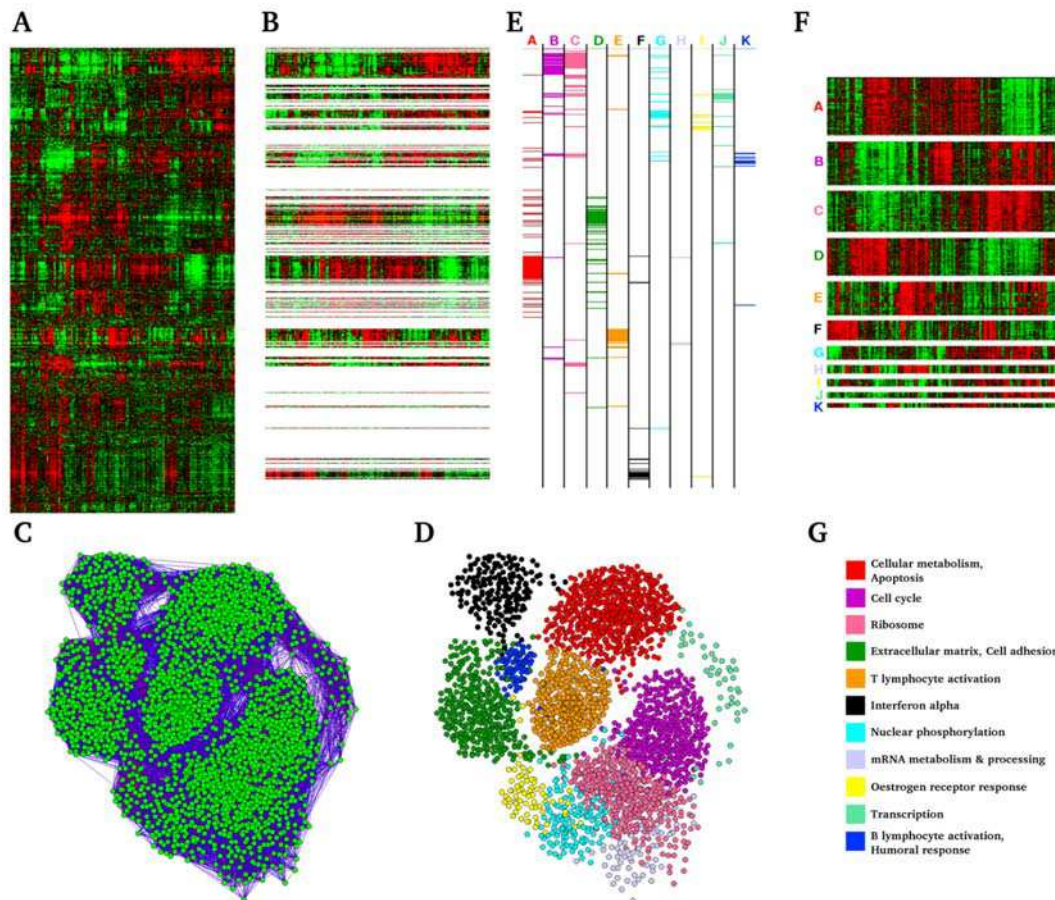 A
B
E
F
A B C D E F G H I J K
A
B
C
D
E
F
G
H
I
J
K
C
D
G
Cellular metabolism,
Apoptosis
Cell cycle
Ribosome
Extracellular matrix, Cell adhesion
T lymphocyte activation
Interferon alpha
Nuclear phosphorylation
mRNA metabolism & processing
Oestrogen receptor response
Transcription
B lymphocyte activation,
Humoral response